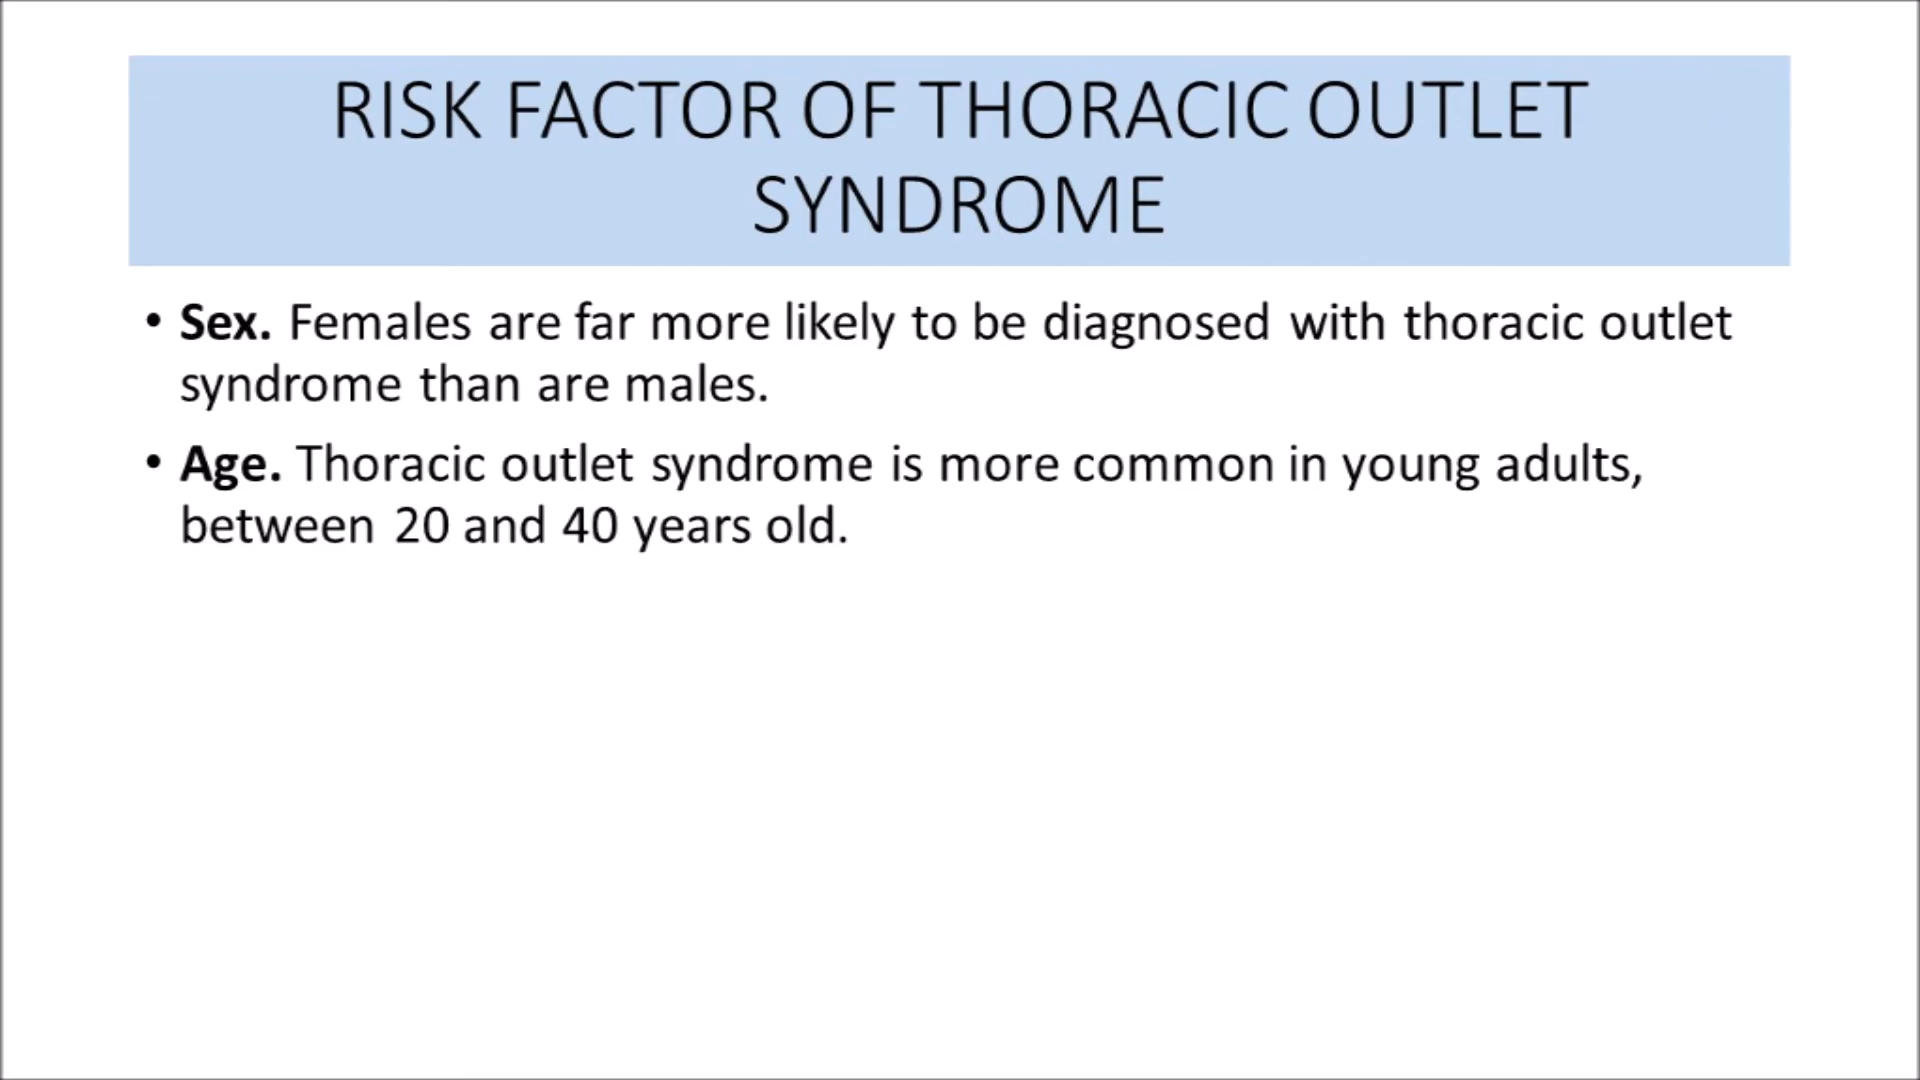 RISK FACTOR OF THORACIC OUTLET
SYNDROME
• Sex. Females are far more likely to be diagnosed with thoracic outlet
syndrome than are males.
• Age. Thoracic outlet syndrome is more common in young adults,
between 20 and 40 years old.